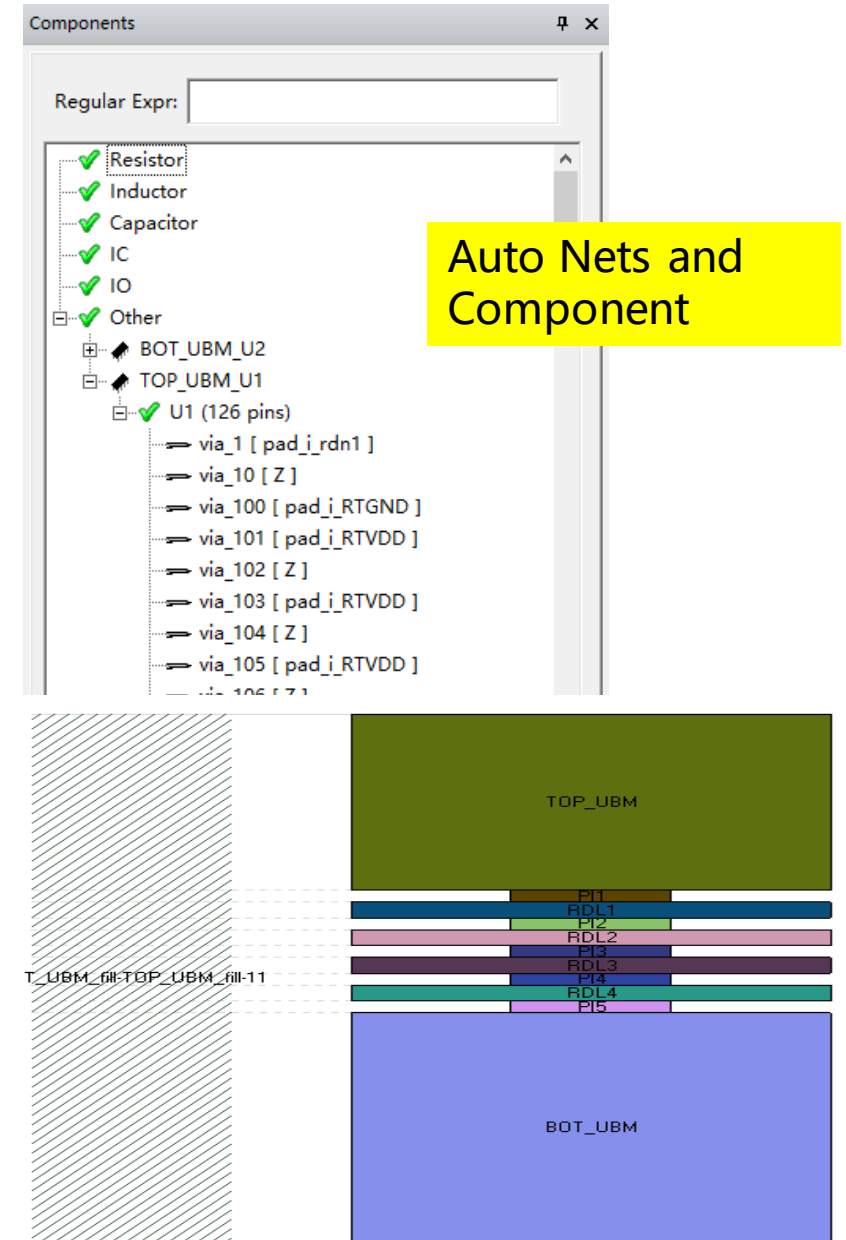 Components
Regular Expr:
Resistor
Inductor
Capacitor
IC
IO
Other
BOT_UBM_U2
TOP_UBM_U1
U1 (126 pins)
via_1 [ pad_i_rdn1 ]
via_10 [ Z ]
via_100 [ pad_i_RTGND ]
via_101 [ pad_i_RTVDD ]
via_102 [ Z ]
via_103 [ pad_i_RTVDD ]
via_104 [ Z ]
via_105 [ pad_i_RTVDD ]
via_106 [ Z ]
Auto Nets and
Component
TOP_UBM
PI1
RDL1
PI2
RDL2
PI3
RDL3
PI4
RDL4
PI5
T_UBM_fill-TOP_UBM_fill-11
BOT_UBM